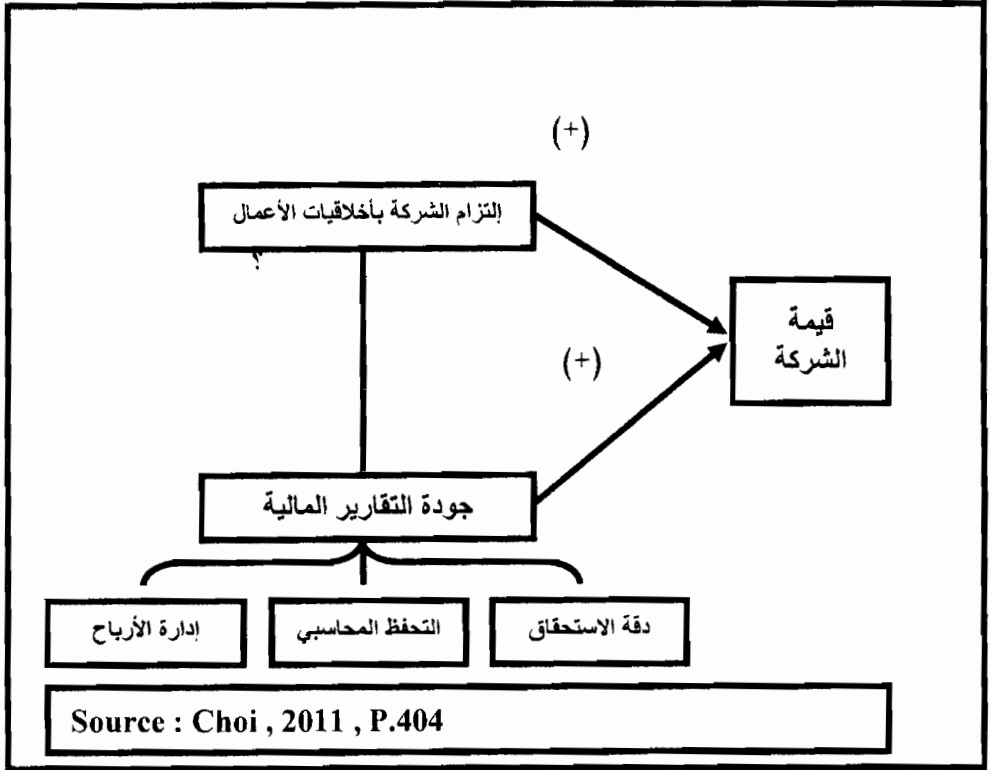 (+)
إلتزام الشركة بأخلاقيات الأعمال
؟
قيمة
الشركة
(+)
جودة التقارير المالية
دقة الاستحقاق
التحفظ المحاسبي
إدارة الأرباح
Source : Choi , 2011 , P.404